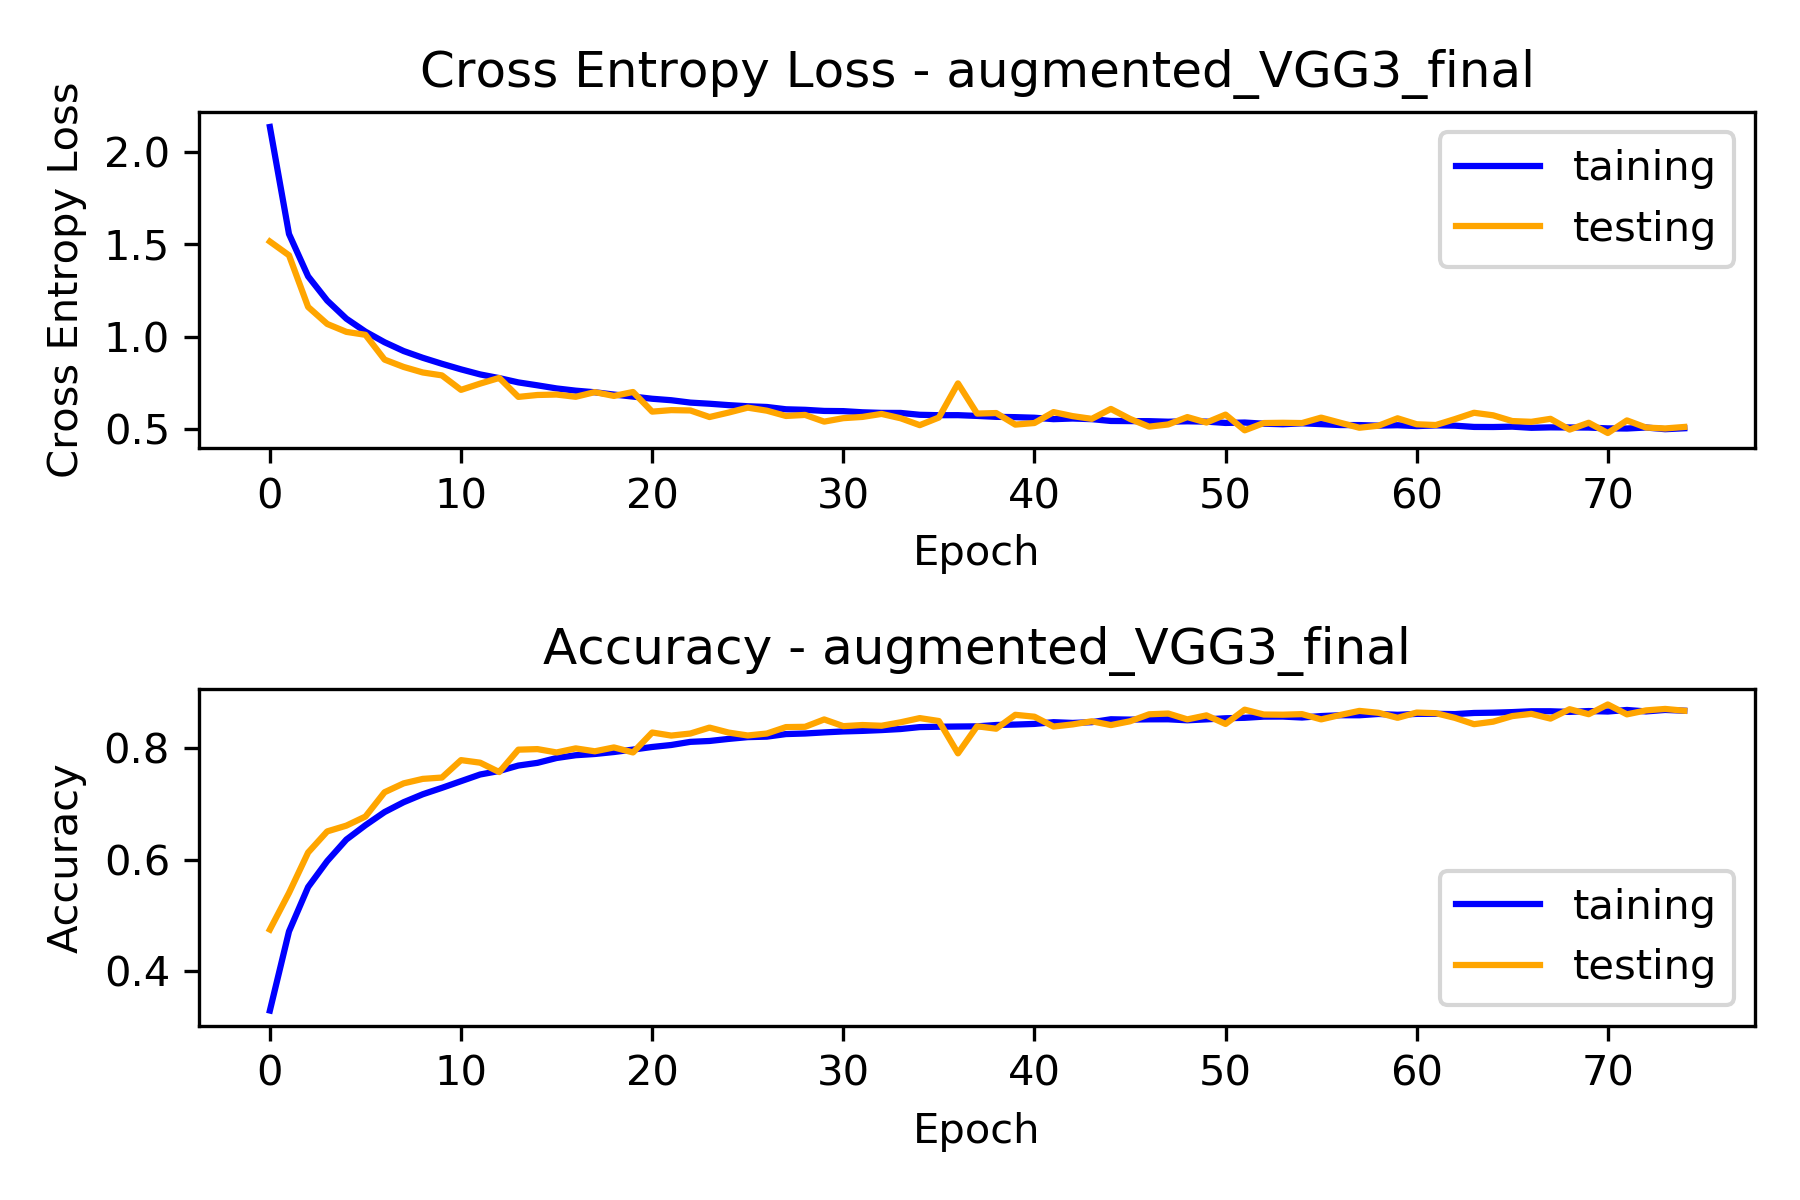 Cross Entropy Loss - augmented_VGG3_final
Cross Entropy Loss
2.0
1.5
1.0
0.5
taining
testing
0 10 20 30 40 50 60 70
Epoch
Accuracy - augmented_VGG3_final
Accuracy
0.8
0.6
0.4
taining
testing
0 10 20 30 40 50 60 70
Epoch